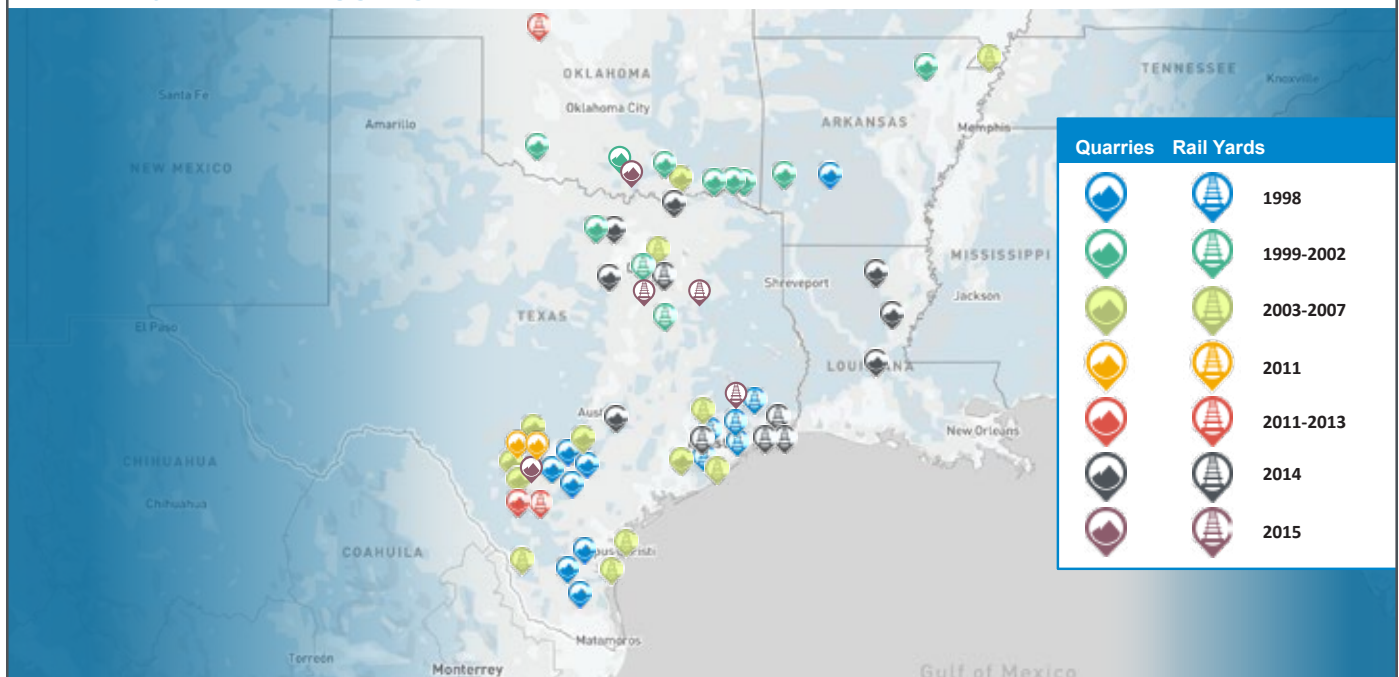 OKLAHOMA
TENNESSEE
Knoxville
Santa Fe
Oklahoma City
Amarillo
ARKANSAS
Memphis
NEW MEXICO
Quarries Rail Yards
1998
1999-2002
2003-2007
2011
2011-2013
2014
2015
MISSISSIPPI
Shreveport
Jackson
El Paso
TEXAS
LOUISIANA
New Orleans
CHIHUAHUA
Chihuahua
COAHUILA
Matamoros
Torreón
Monterrey
Gulf of Mexico